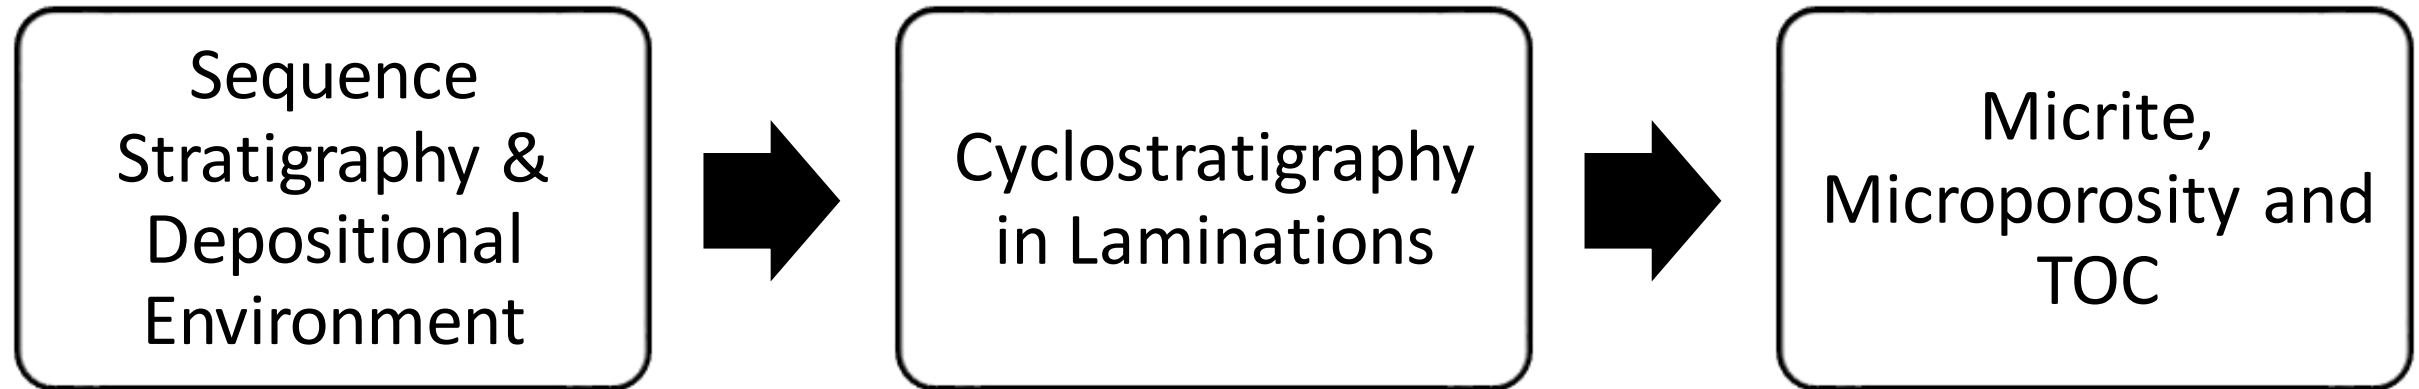 Sequence
Stratigraphy &
Depositional
Environment
Cyclostratigraphy
in Laminations
Micrite,
Microporosity and
TOC